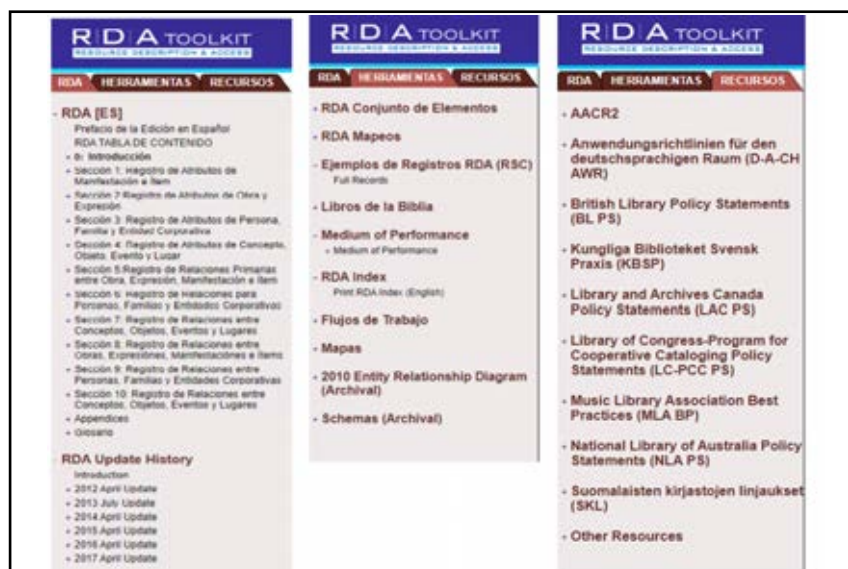 RDA TOOLKIT
RESOURCE DESCRIPTION & ACCESS
RDA HERRAMIENTAS RECURSOS
- RDA [ES]
Prefacio de la Edición en Español
RDA TABLA DE CONTENIDO
+ 0: Introducción
+ Sección 1: Registro de Atributos de
Manifestación e Ítem
+ Sección 2:Registro de Atributos de Obra y
Expresión
+ Sección 3: Registro de Atributos de Persona,
Familia y Entidad Corporativa
+ Sección 4: Registro de Atributos de Concepto,
Objeto, Evento y Lugar
+ Sección 5:Registro de Relaciones Primarias
entre Obra, Expresión, Manifestación e Ítem
+ Sección 6: Registro de Relaciones para
Personas, Familias y Entidades Corporativas
+ Sección 7: Registro de Relaciones entre
Conceptos, Objetos, Eventos y Lugares
+ Sección 8: Registro de Relaciones entre
Obras, Expresiónes, Manifestaciónes e Ítems
+ Sección 9: Registro de Relaciones entre
Personas, Familias y Entidades Corporativas
+ Sección 10: Registro de Relaciones entre
Conceptos, Objetos, Eventos y Lugares
+ Appendices
+ Glosario
- RDA Update History
Introduction
+ 2012 April Update
+ 2013 July Update
+ 2014 April Update
+ 2015 April Update
+ 2016 April Update
+ 2017 April Update
RDA TOOLKIT
RESOURCE DESCRIPTION & ACCESS
RDA HERRAMIENTAS RECURSOS
+ RDA Conjunto de Elementos
+ RDA Mapeos
- Ejemplos de Registros RDA (RSC)
Full Records
+ Libros de la Biblia
- Medium of Performance
+ Medium of Performance
- RDA Index
Print RDA Index (English)
+ Flujos de Trabajo
+ Mapas
+ 2010 Entity Relationship Diagram
(Archival)
+ Schemas (Archival)
RDA TOOLKIT
RESOURCE DESCRIPTION & ACCESS
RDA HERRAMIENTAS RECURSOS
+ AACR2
+ Anwendungsrichtlinien für den
deutschsprachigen Raum (D-A-CH
AWR)
+ British Library Policy Statements
(BL PS)
+ Kungliga Biblioteket Svensk
Praxis (KBSP)
+ Library and Archives Canada
Policy Statements (LAC PS)
+ Library of Congress-Program for
Cooperative Cataloging Policy
Statements (LC-PCC PS)
+ Music Library Association Best
Practices (MLA BP)
+ National Library of Australia Policy
Statements (NLA PS)
+ Suomalaisten kirjastojen linjaukset
(SKL)
+ Other Resources